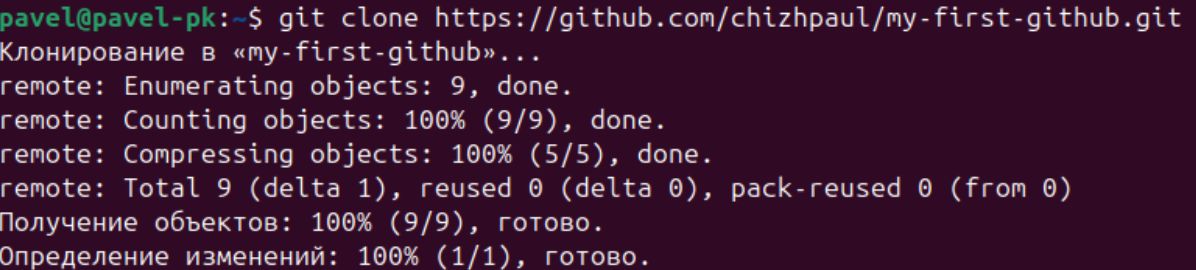 pavel@pavel-pk:~$ git clone https://github.com/chizhpaul/my-first-github.git
Клонирование в «my-first-github»...
remote: Enumerating objects: 9, done.
remote: Counting objects: 100% (9/9), done.
remote: Compressing objects: 100% (5/5), done.
remote: Total 9 (delta 1), reused 0 (delta 0), pack-reused 0 (from 0)
Получение объектов: 100% (9/9), готово.
Определение изменений: 100% (1/1), готово.